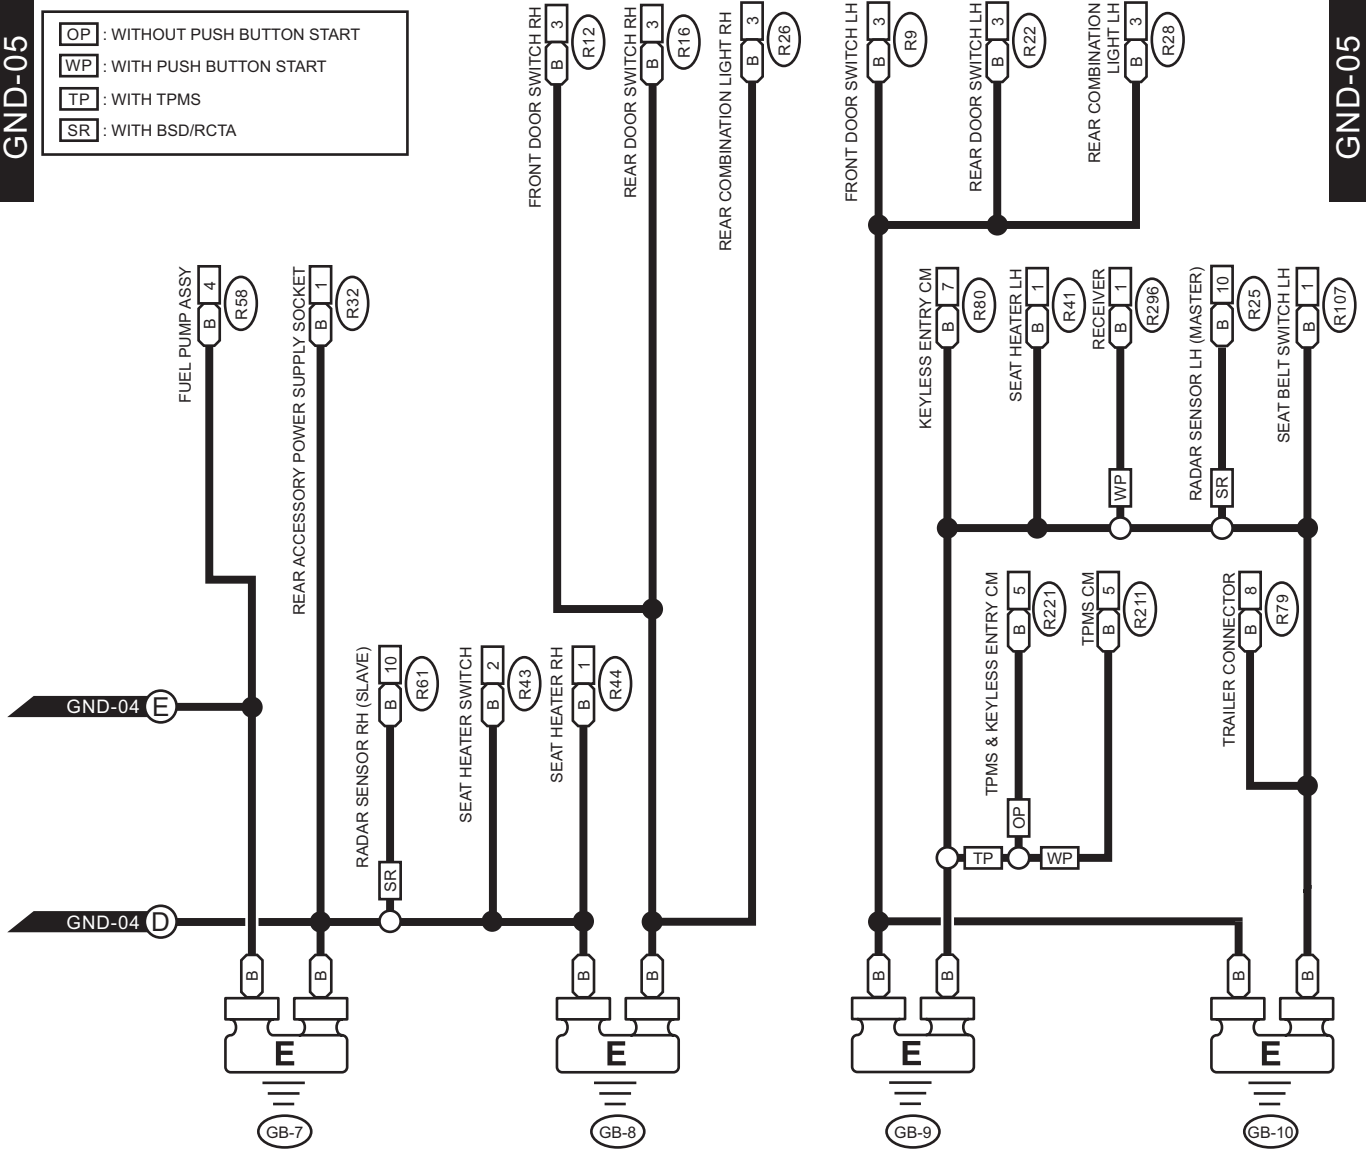 GND-05
GND-05
OP : WITHOUT PUSH BUTTON START
WP : WITH PUSH BUTTON START
TP : WITH TPMS
SR : WITH BSD/RCTA
FRONT DOOR SWITCH RH
3
B
R12
REAR DOOR SWITCH RH
3
B
R16
REAR COMBINATION LIGHT RH
3
B
R26
FRONT DOOR SWITCH LH
3
B
R9
REAR DOOR SWITCH LH
3
B
R22
REAR COMBINATION
LIGHT LH
3
B
R28
FUEL PUMP ASSY
4
B
R58
REAR ACCESSORY POWER SUPPLY SOCKET
1
B
R32
KEYLESS ENTRY CM
7
B
R80
SEAT HEATER LH
1
B
R41
RECEIVER
1
B
R296
WP
RADAR SENSOR LH (MASTER)
10
B
R25
SR
SEAT BELT SWITCH LH
1
B
R107
TPMS & KEYLESS ENTRY CM
5
B
R221
OP
TPMS CM
5
B
R211
TRAILER CONNECTOR
8
B
R79
TP
WP
GND-04 E
RADAR SENSOR RH (SLAVE)
10
B
R61
SR
SEAT HEATER SWITCH
2
B
R43
SEAT HEATER RH
1
B
R44
GND-04 D
B
B
B
B
B
B
B
B
E
E
E
E
GB-7
GB-8
GB-9
GB-10